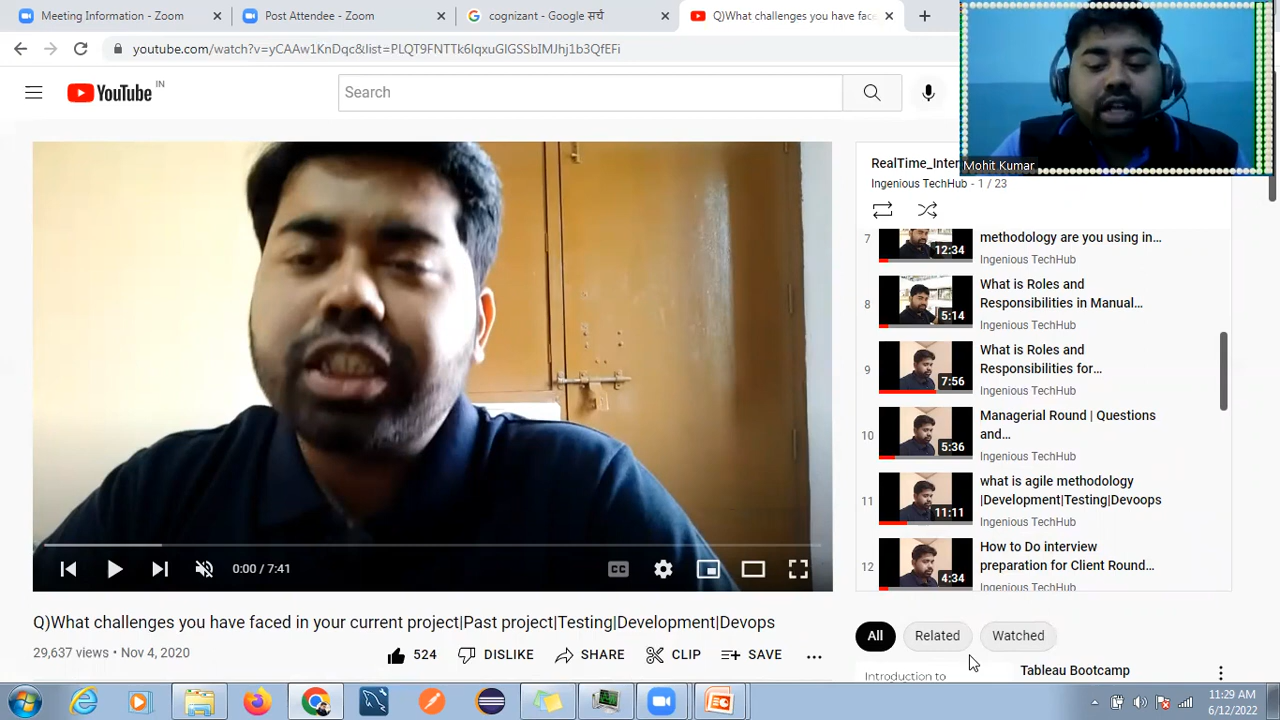 Meeting Information - Zoom
Post Attendee - Zoom
Q)What challenges you have face
youtube.com/watch?v=yCAAw1KnDqc&list=PLQT9FNTTk6IqxuGlGSSbIMJhj1b3QfEFi
YouTube IN
Search
Mohit Kumar
RealTime_Inter
Ingenious TechHub - 1 / 23
7
methodology are you using in...
12:34
Ingenious TechHub
8
What is Roles and
Responsibilities in Manual...
5:14
Ingenious TechHub
9
What is Roles and
Responsibilities for...
7:56
Ingenious TechHub
10
Managerial Round | Questions
and...
5:36
Ingenious TechHub
11
what is agile methodology
|Development|Testing|Devoops
11:11
Ingenious TechHub
12
How to Do interview
preparation for Client Round...
4:34
Ingenious TechHub
0:00 / 7:41
CC
Q)What challenges you have faced in your current project|Past project|Testing|Development|Devops
29,637 views • Nov 4, 2020
524
DISLIKE
SHARE
CLIP
SAVE
All
Related
Watched
Introduction to
Tableau Bootcamp
11:29 AM
6/12/2022